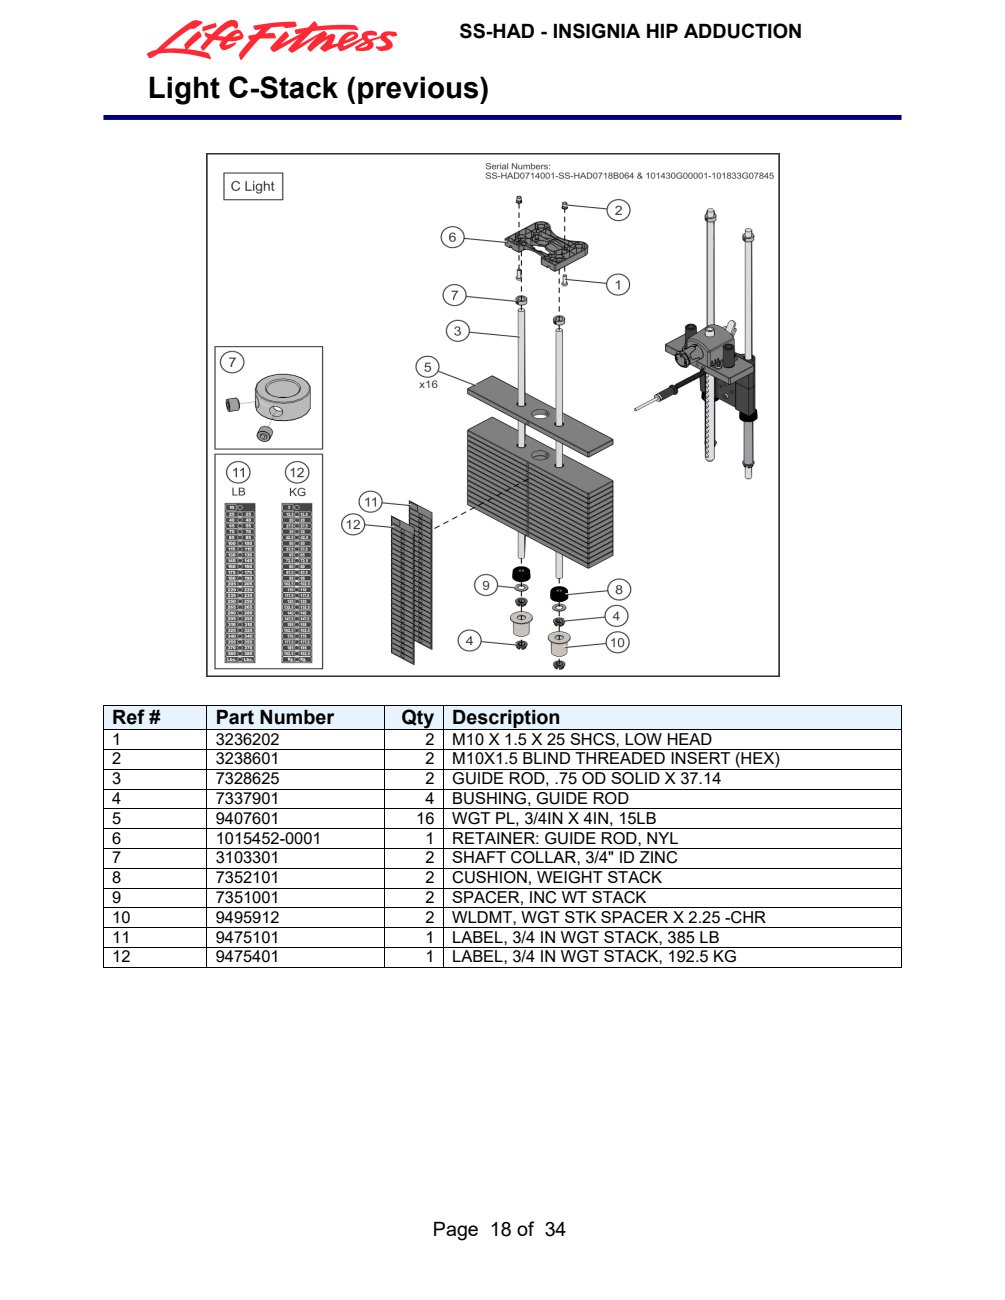 LifeFitness
SS-HAD - INSIGNIA HIP ADDUCTION
Light C-Stack (previous)
C Light
Serial Numbers:
SS-HAD0714001-SS-HAD0718B064 & 101430G00001-101833G07845
2
6
1
7
3
5
x16
7
11
12
LB
KG
11
12
9
8
4
4
10
Ref # Part Number Qty Description
1 3236202 2 M10 X 1.5 X 25 SHCS, LOW HEAD
2 3238601 2 M10X1.5 BLIND THREADED INSERT (HEX)
3 7328625 2 GUIDE ROD, .75 OD SOLID X 37.14
4 7337901 4 BUSHING, GUIDE ROD
5 9407601 16 WGT PL, 3/4IN X 4IN, 15LB
6 1015452-0001 1 RETAINER: GUIDE ROD, NYL
7 3103301 2 SHAFT COLLAR, 3/4" ID ZINC
8 7352101 2 CUSHION, WEIGHT STACK
9 7351001 2 SPACER, INC WT STACK
10 9495912 2 WLDMT, WGT STK SPACER X 2.25 -CHR
11 9475101 1 LABEL, 3/4 IN WGT STACK, 385 LB
12 9475401 1 LABEL, 3/4 IN WGT STACK, 192.5 KG
Page 18 of 34